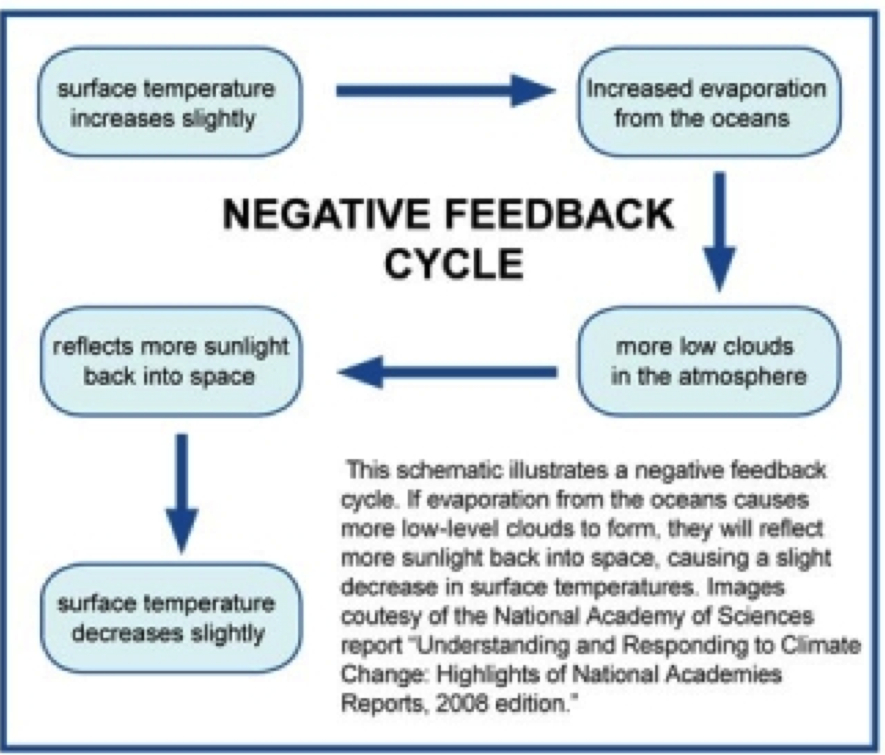 surface temperature
increases slightly
Increased evaporation
from the oceans
NEGATIVE FEEDBACK
CYCLE
more low clouds
in the atmosphere
reflects more sunlight
back into space
surface temperature
decreases slightly
This schematic illustrates a negative feedback
cycle. If evaporation from the oceans causes
more low-level clouds to form, they will reflect
more sunlight back into space, causing a slight
decrease in surface temperatures. Images
coutesy of the National Academy of Sciences
report “Understanding and Responding to Climate
Change: Highlights of National Academies
Reports, 2008 edition.”